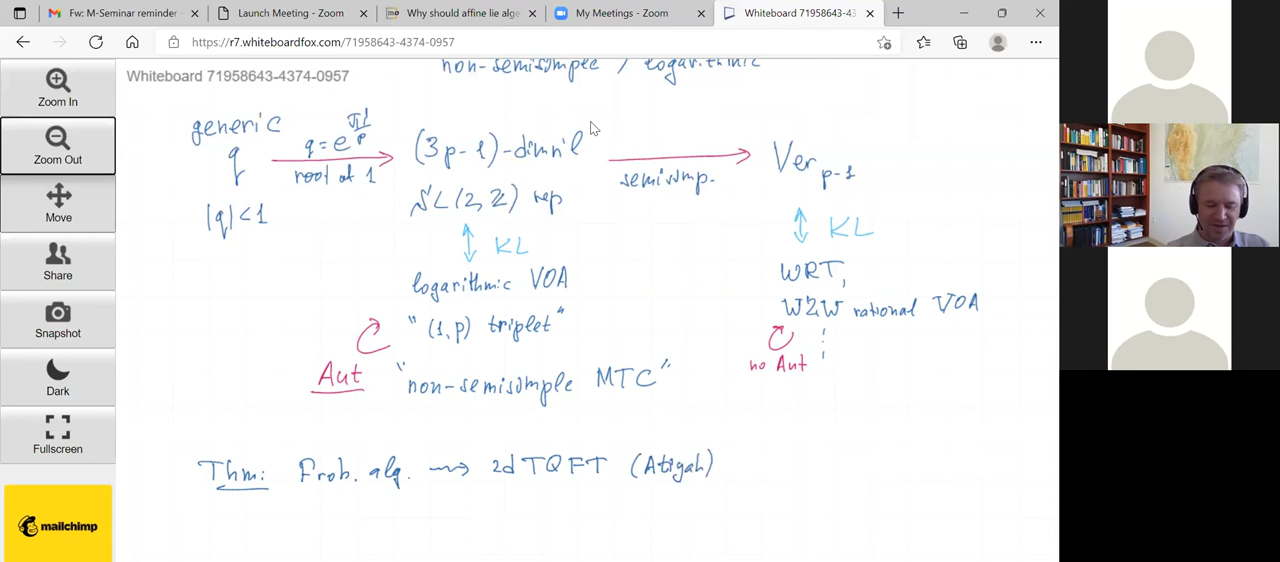 Fw: M-Seminar reminder
Launch Meeting - Zoom
Why should affine lie alge
My Meetings - Zoom
Whiteboard 71958643-43
https://r7.whiteboardfox.com/71958643-4374-0957
Whiteboard 71958643-4374-0957
Zoom In
Zoom Out
Move
Share
Snapshot
Dark
Fullscreen
mailchimp
non-semisimple / logarithmic
generic
q
|q|<1
q = e^{πi/p}
root of 1
(3p-1)-dim'nil
SL(2,Z) rep
semisimp.
Ver_{p-1}
KL
KL
logarithmic VOA
"(1,p) triplet"
Aut
"non-semisimple MTC"
WRT,
WZW rational VOA
no Aut
Thm: Frob. alg. ⇝ 2d TQFT (Atiyah)